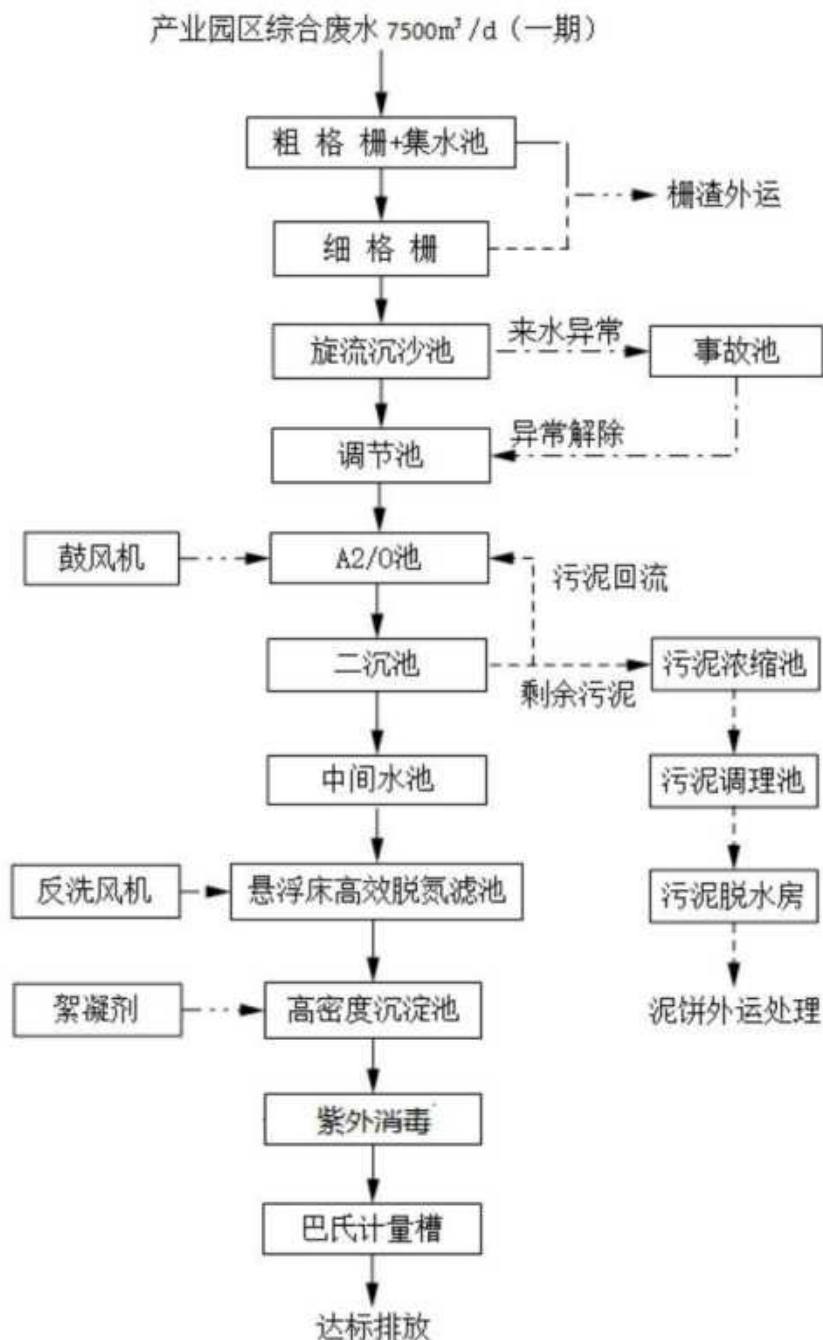 产业园区综合废水 7500m³/d（一期）
粗 格 栅+集水池
栅渣外运
细 格 栅
旋流沉沙池
来水异常
事故池
异常解除
调节池
鼓风机
A2/O池
污泥回流
二沉池
剩余污泥
污泥浓缩池
中间水池
污泥调理池
反洗风机
悬浮床高效脱氮滤池
污泥脱水房
絮凝剂
高密度沉淀池
泥饼外运处理
紫外消毒
巴氏计量槽
达标排放